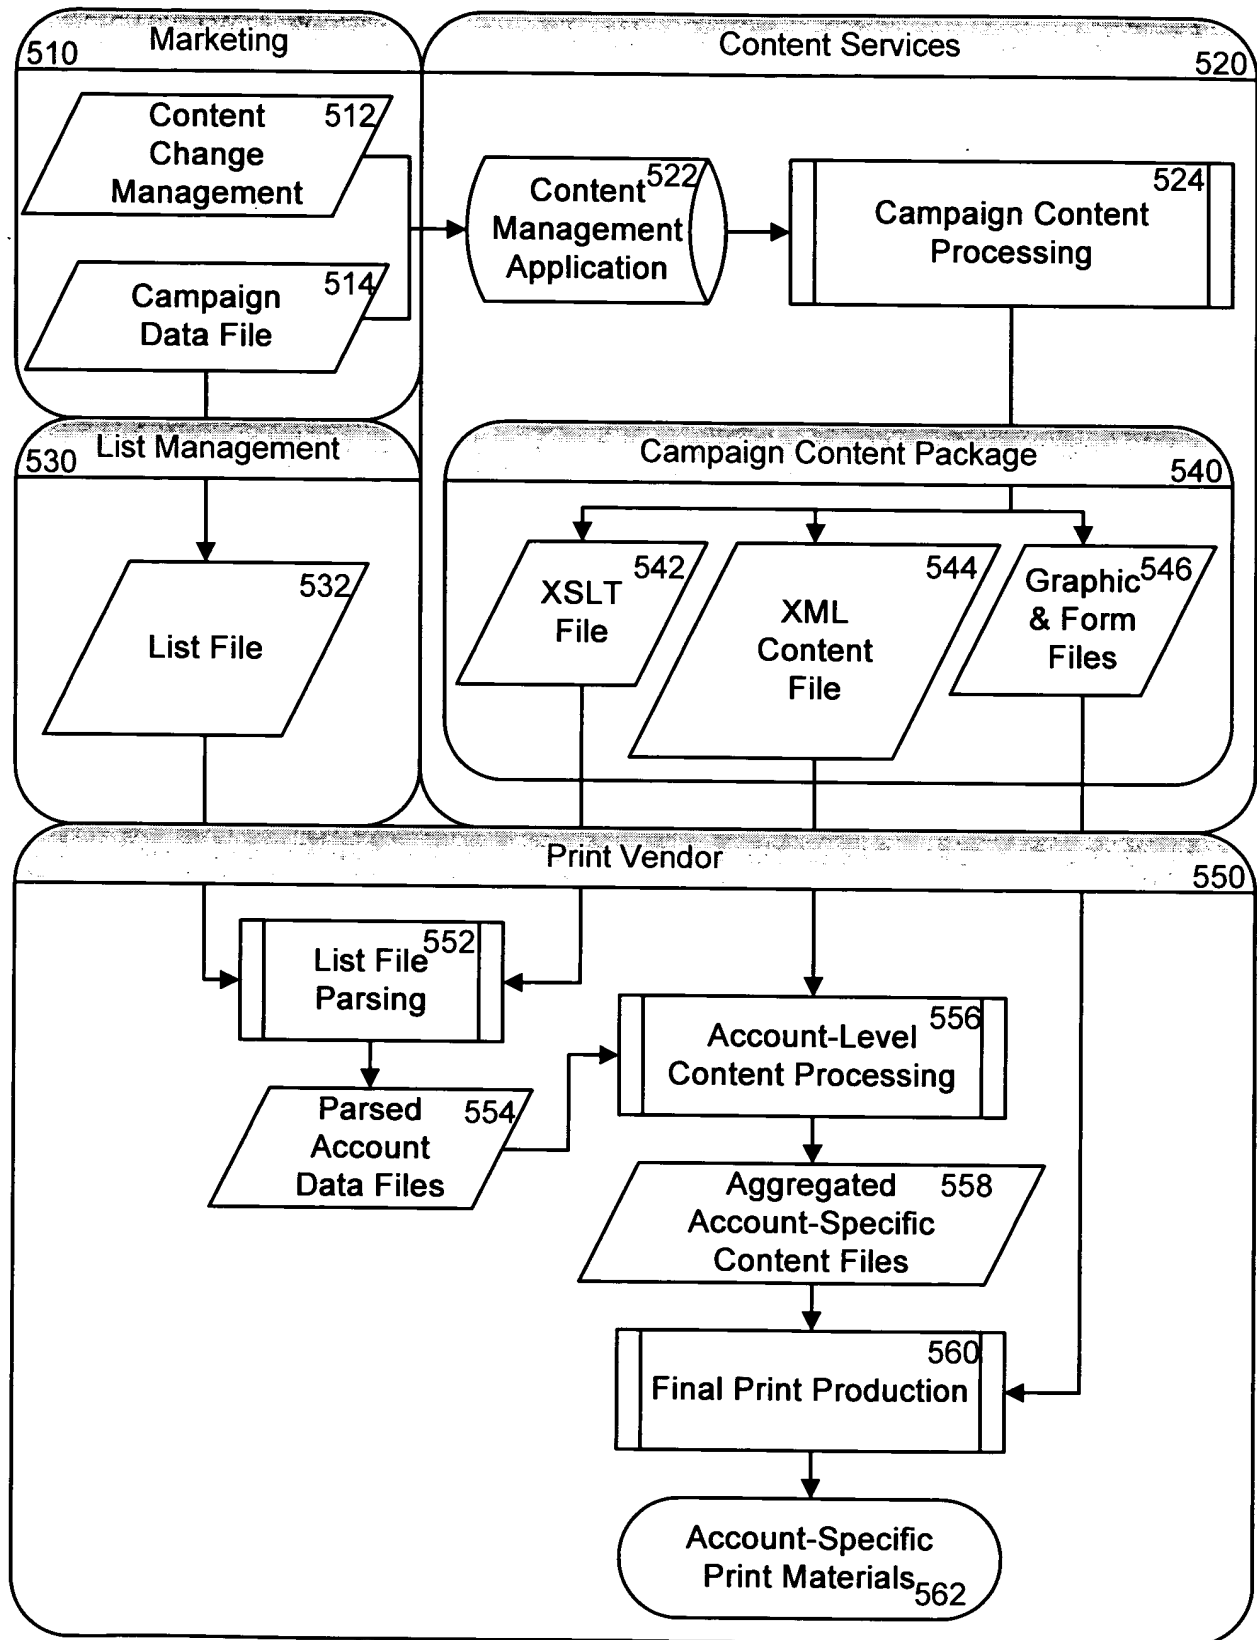 Marketing
510
Content Services
520
Content 512
Change
Management
Campaign 514
Data File
Content 522
Management
Application
524
Campaign Content
Processing
List Management
530
532
List File
Campaign Content Package
540
542
XSLT
File
544
XML
Content
File
Graphic 546
& Form
Files
Print Vendor
550
552
List File
Parsing
Parsed 554
Account
Data Files
556
Account-Level
Content Processing
Aggregated 558
Account-Specific
Content Files
560
Final Print Production
Account-Specific
Print Materials 562